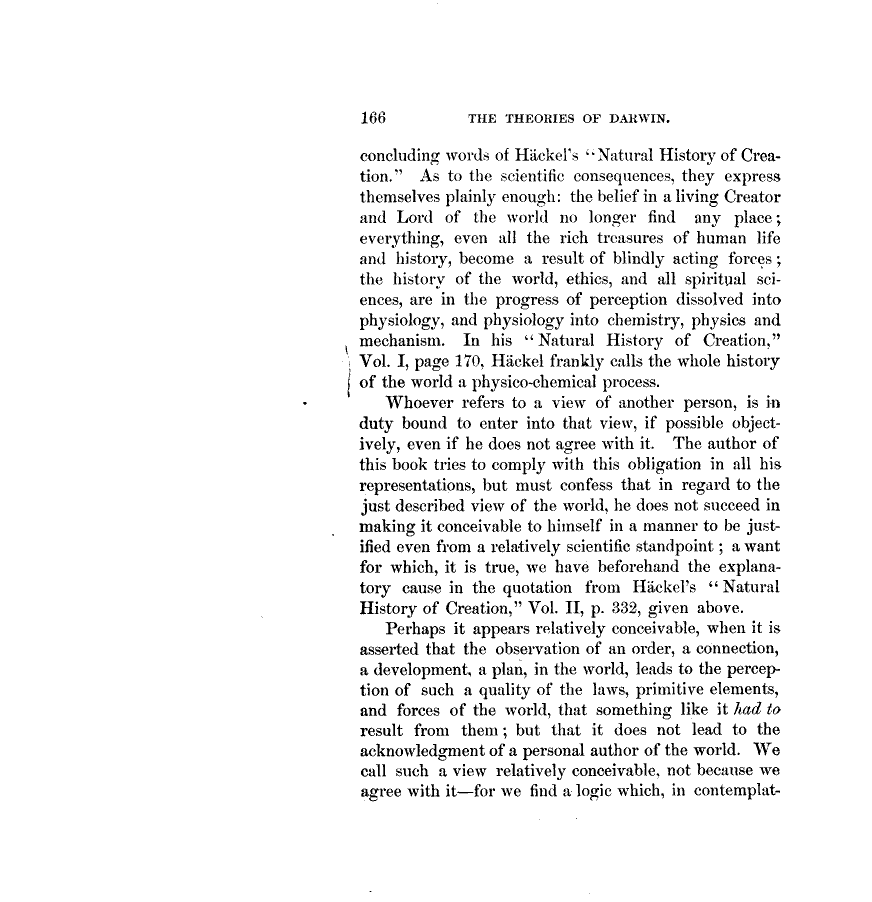 166 THE THEORIES OF DARWIN.
concluding words of Häckel's "Natural History of Crea-
tion." As to the scientific consequences, they express
themselves plainly enough: the belief in a living Creator
and Lord of the world no longer find any place;
everything, even all the rich treasures of human life
and history, become a result of blindly acting forces;
the history of the world, ethics, and all spiritual sci-
ences, are in the progress of perception dissolved into
physiology, and physiology into chemistry, physics and
mechanism. In his "Natural History of Creation,"
Vol. I, page 170, Häckel frankly calls the whole history
of the world a physico-chemical process.
Whoever refers to a view of another person, is in
duty bound to enter into that view, if possible object-
ively, even if he does not agree with it. The author of
this book tries to comply with this obligation in all his
representations, but must confess that in regard to the
just described view of the world, he does not succeed in
making it conceivable to himself in a manner to be just-
ified even from a relatively scientific standpoint; a want
for which, it is true, we have beforehand the explana-
tory cause in the quotation from Häckel's "Natural
History of Creation," Vol. II, p. 332, given above.
Perhaps it appears relatively conceivable, when it is
asserted that the observation of an order, a connection,
a development, a plan, in the world, leads to the percep-
tion of such a quality of the laws, primitive elements,
and forces of the world, that something like it had to
result from them; but that it does not lead to the
acknowledgment of a personal author of the world. We
call such a view relatively conceivable, not because we
agree with it—for we find a logic which, in contemplat-